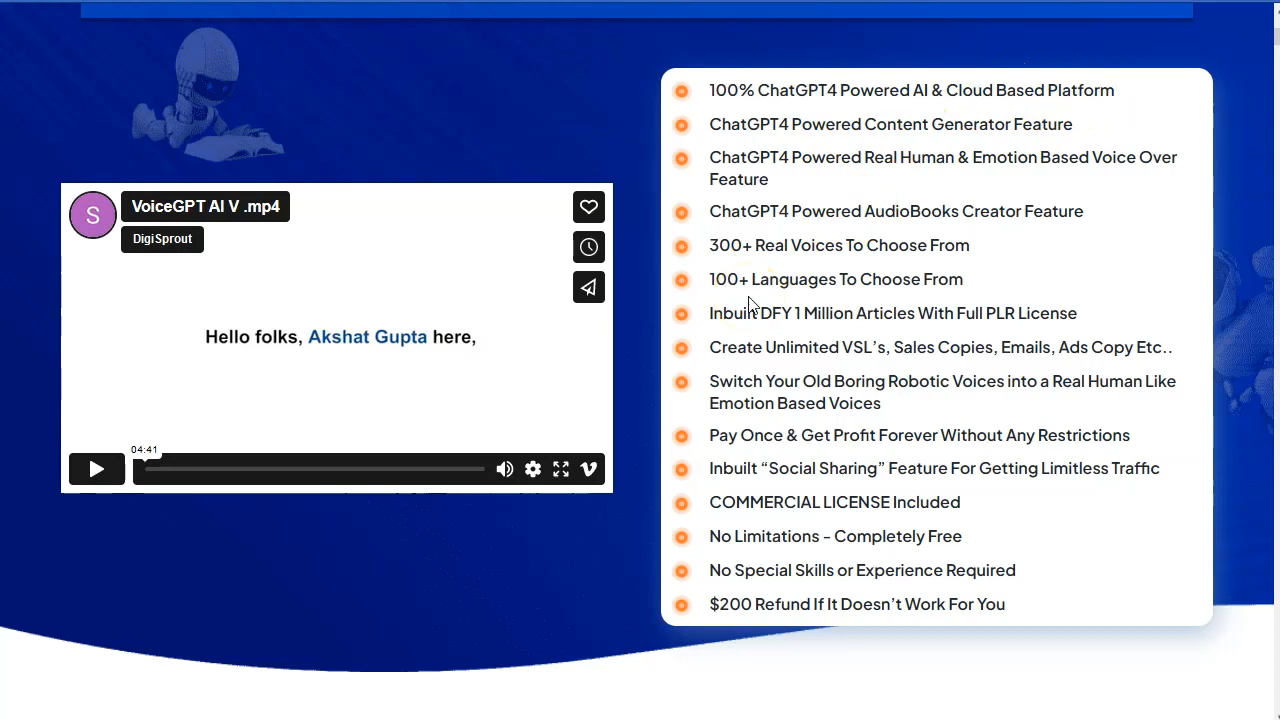 S
VoiceGPT AI V .mp4
DigiSprout
Hello folks, Akshat Gupta here,
04:41
100% ChatGPT4 Powered AI & Cloud Based Platform
ChatGPT4 Powered Content Generator Feature
ChatGPT4 Powered Real Human & Emotion Based Voice Over
Feature
ChatGPT4 Powered AudioBooks Creator Feature
300+ Real Voices To Choose From
100+ Languages To Choose From
Inbuilt DFY 1 Million Articles With Full PLR License
Create Unlimited VSL’s, Sales Copies, Emails, Ads Copy Etc..
Switch Your Old Boring Robotic Voices into a Real Human Like
Emotion Based Voices
Pay Once & Get Profit Forever Without Any Restrictions
Inbuilt “Social Sharing” Feature For Getting Limitless Traffic
COMMERCIAL LICENSE Included
No Limitations - Completely Free
No Special Skills or Experience Required
$200 Refund If It Doesn’t Work For You